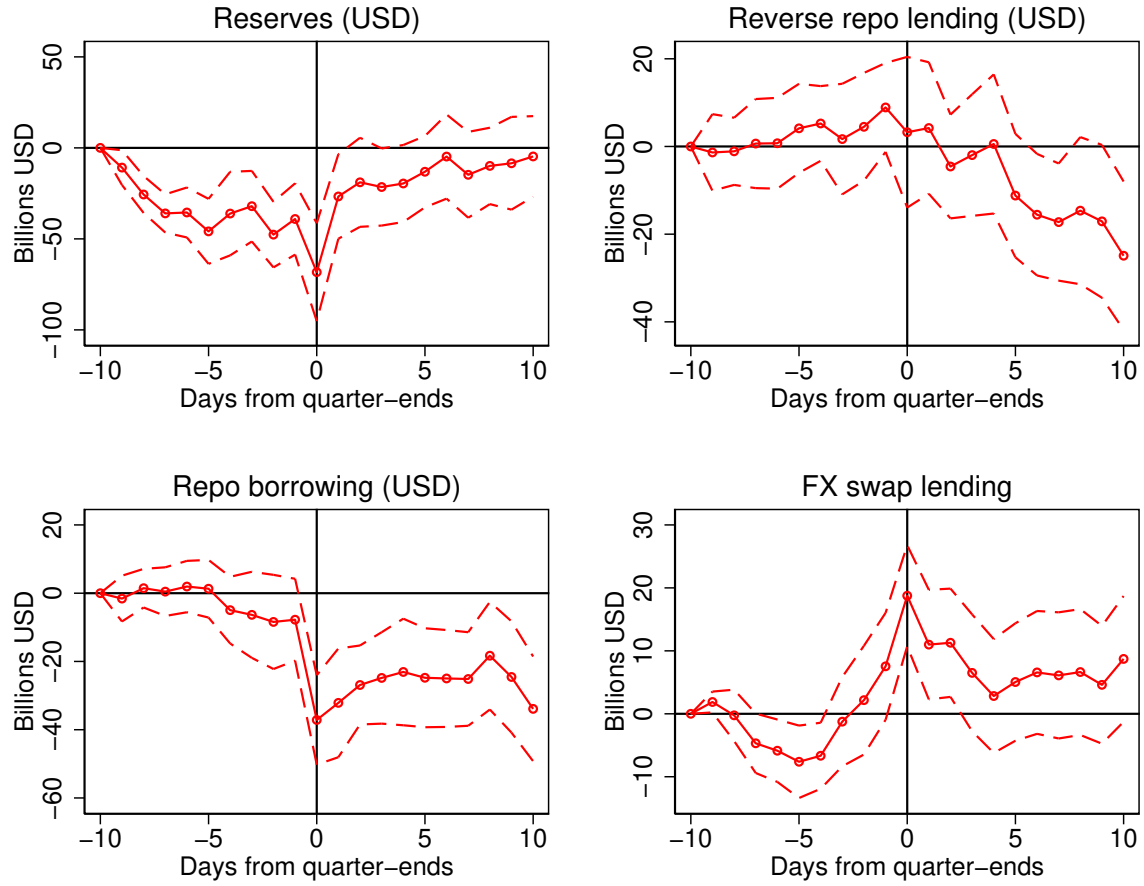 Reserves (USD)
Billions USD
50
0
−50
−100
−10 −5 0 5 10
Days from quarter−ends
Reverse repo lending (USD)
Billions USD
20
0
−20
−40
−10 −5 0 5 10
Days from quarter−ends
Repo borrowing (USD)
Billions USD
20
0
−20
−40
−60
−10 −5 0 5 10
Days from quarter−ends
FX swap lending
Billions USD
30
20
10
0
−10
−10 −5 0 5 10
Days from quarter−ends